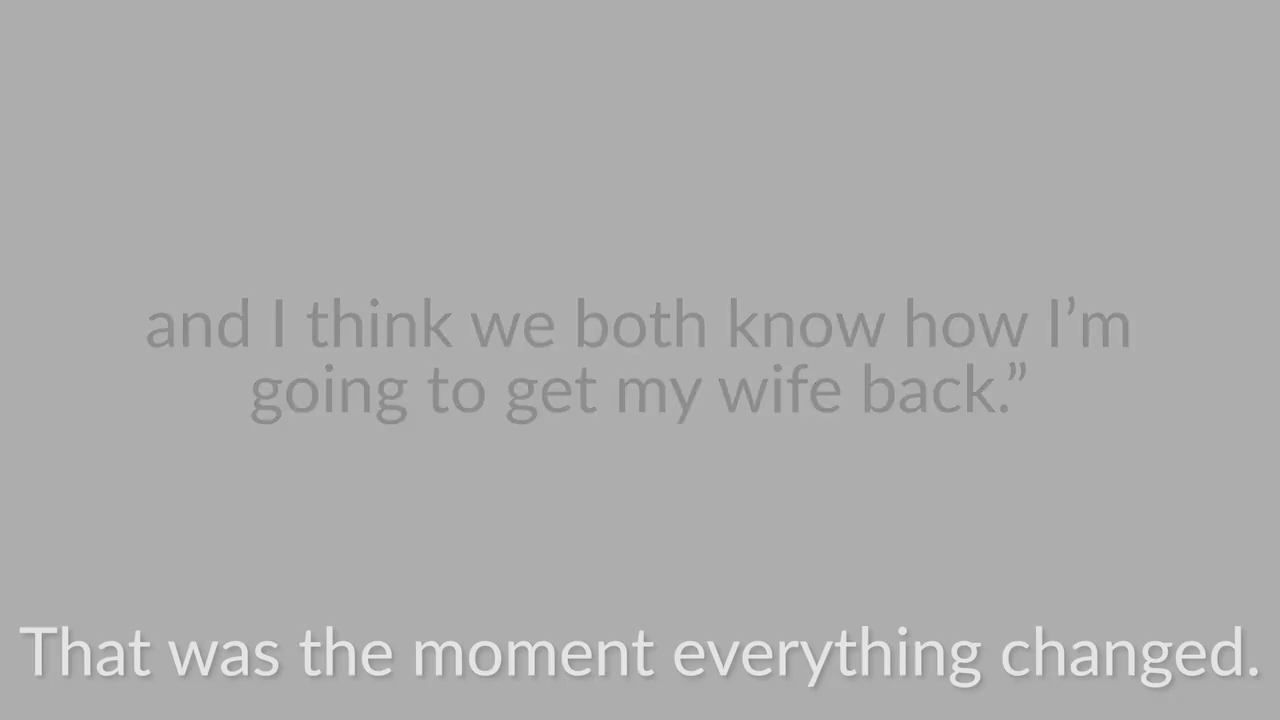 and I think we both know how I’m
going to get my wife back.”
That was the moment everything changed.